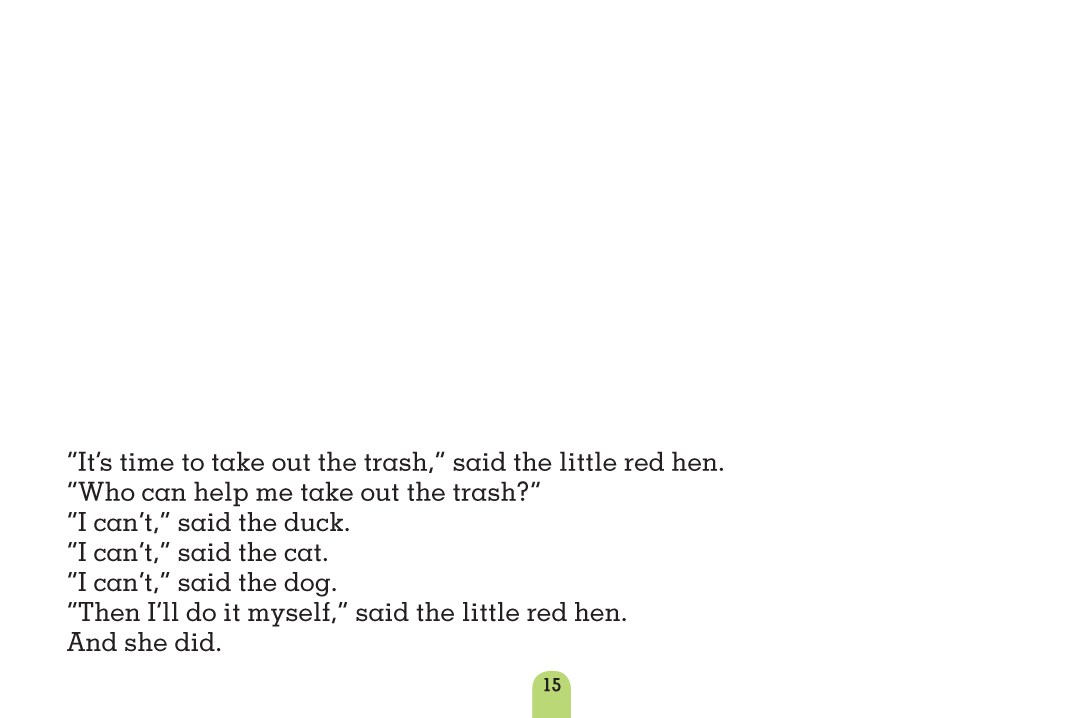 “It’s time to take out the trash,” said the little red hen.
“Who can help me take out the trash?”
“I can’t,” said the duck.
“I can’t,” said the cat.
“I can’t,” said the dog.
“Then I’ll do it myself,” said the little red hen.
And she did.
15